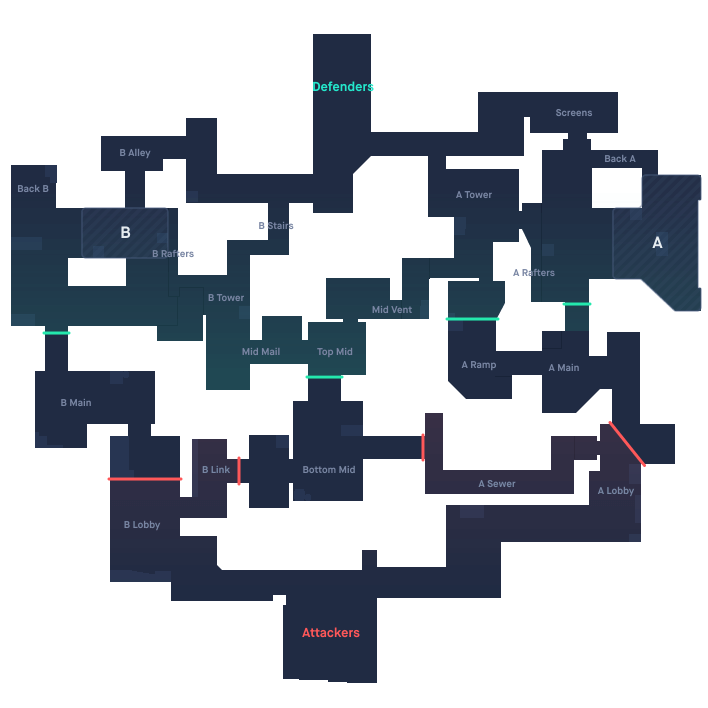 Defenders
Screens
B Alley
Back A
Back B
A Tower
B Stairs
B
A
B Rafters
A Rafters
B Tower
Mid Vent
Mid Mail
Top Mid
A Ramp
A Main
B Main
B Link
Bottom Mid
A Sewer
A Lobby
B Lobby
Attackers